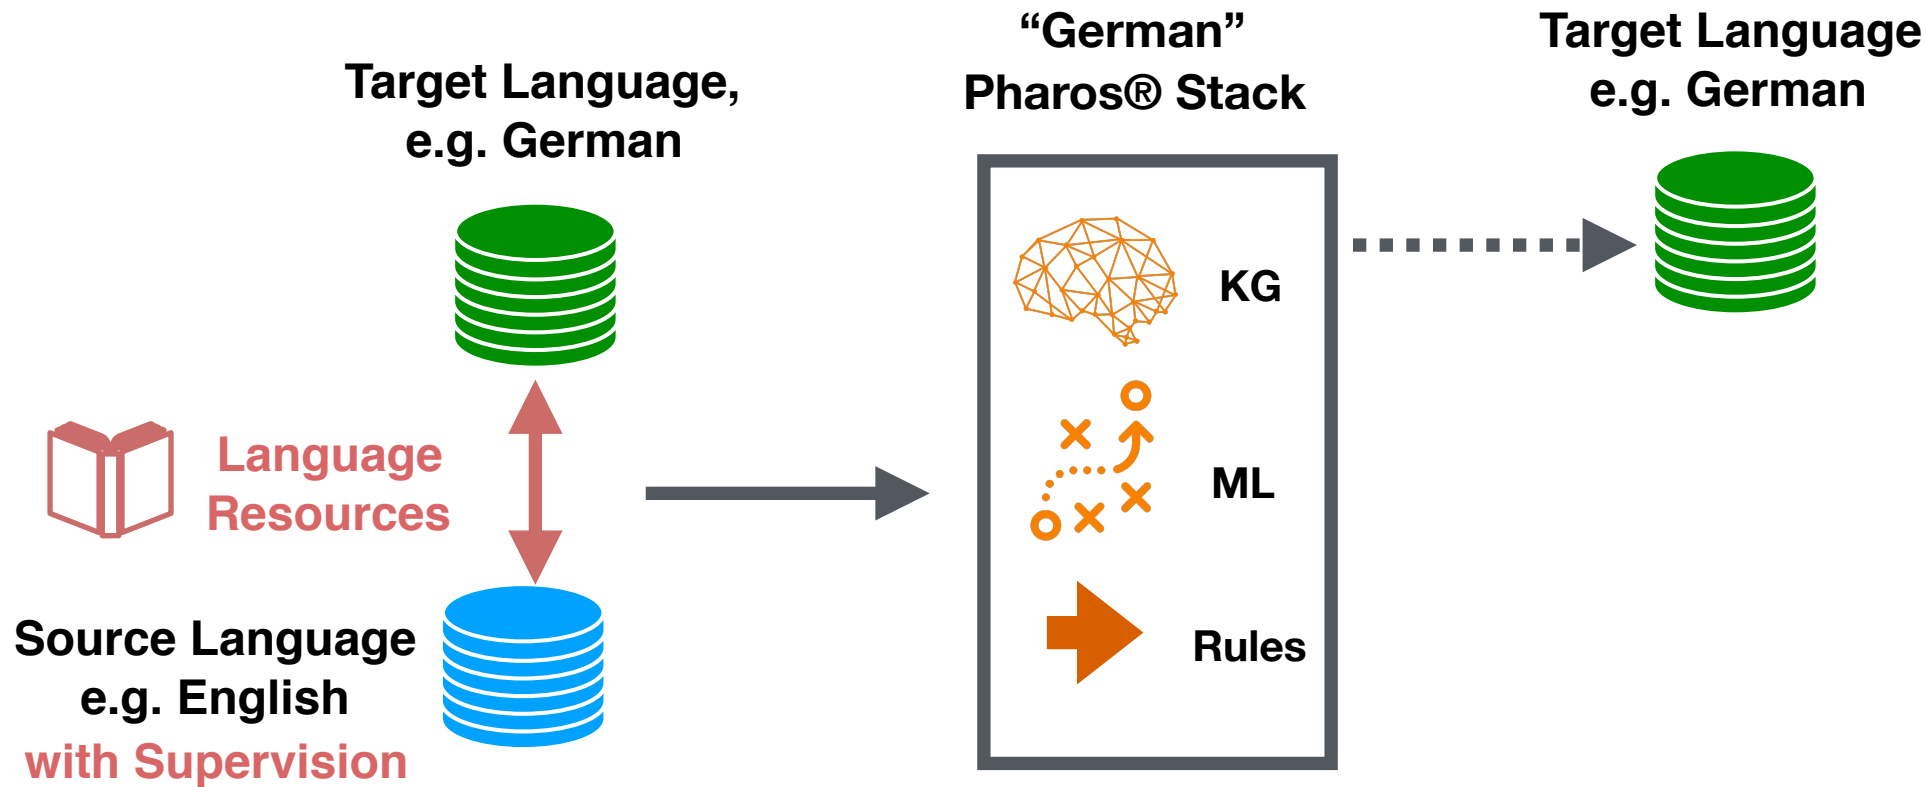 Target Language,
e.g. German
Language
Resources
Source Language
e.g. English
with Supervision
“German”
Pharos® Stack
KG
ML
Rules
Target Language
e.g. German